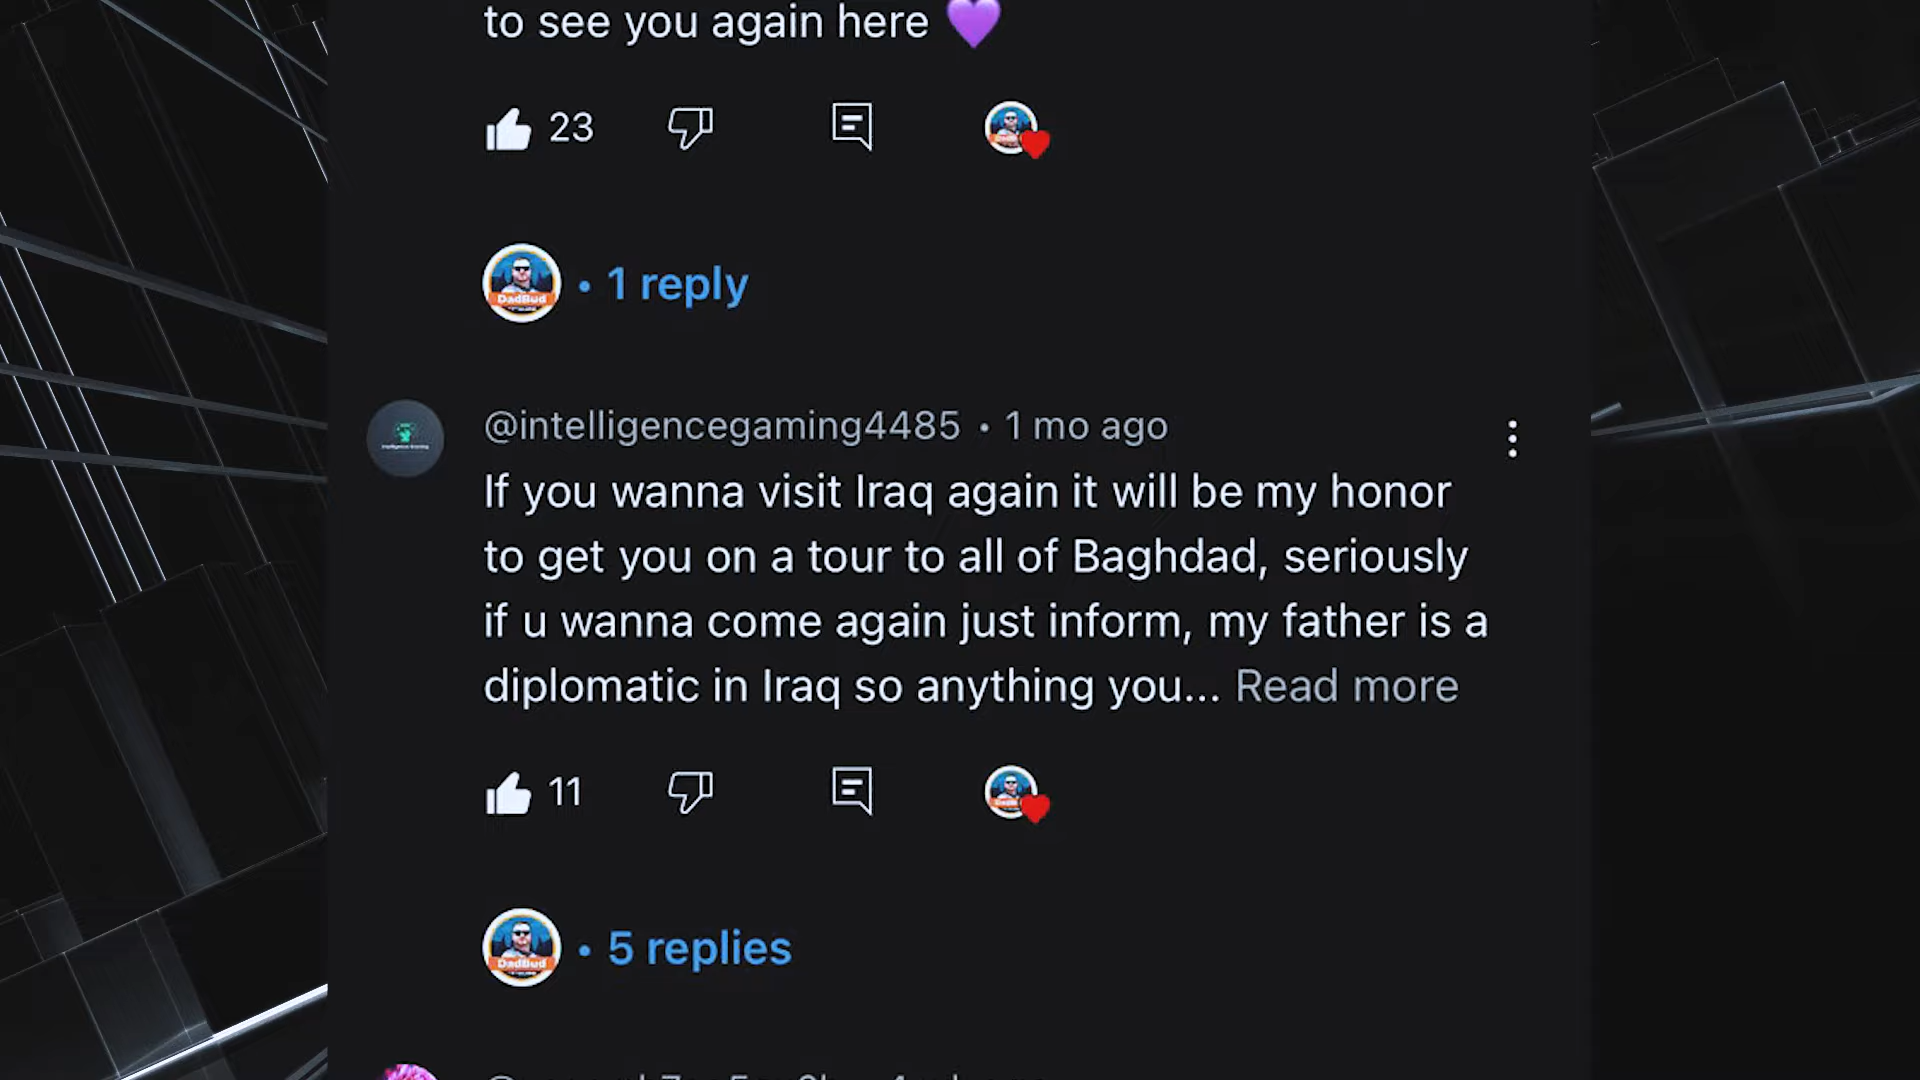 to see you again here 💜
23
DadBud
• 1 reply
@intelligencegaming4485 • 1 mo ago
If you wanna visit Iraq again it will be my honor
to get you on a tour to all of Baghdad, seriously
if u wanna come again just inform, my father is a
diplomatic in Iraq so anything you... Read more
11
DadBud
• 5 replies